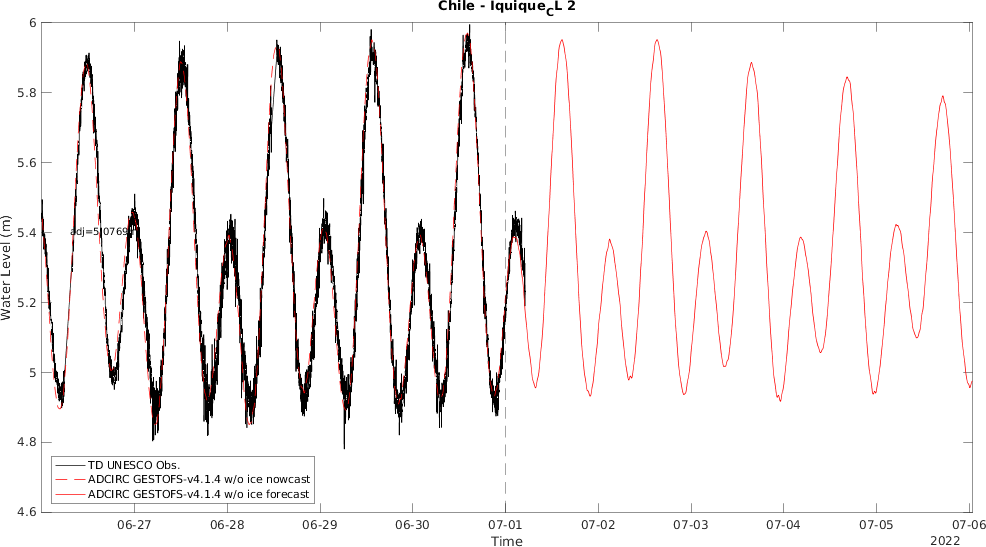 Chile - Iquique_CL 2
Water Level (m)
6
5.8
5.6
5.4
5.2
5
4.8
4.6
adj=5.0769
TD UNESCO Obs.
ADCIRC GESTOFS-v4.1.4 w/o ice nowcast
ADCIRC GESTOFS-v4.1.4 w/o ice forecast
06-27
06-28
06-29
06-30
07-01
07-02
07-03
07-04
07-05
07-06
Time
2022